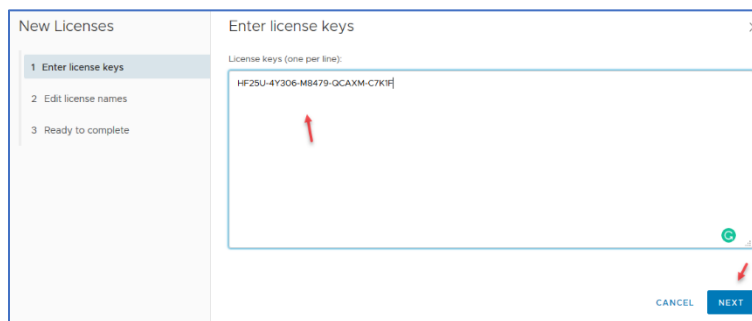 New Licenses
1 Enter license keys
2 Edit license names
3 Ready to complete
Enter license keys
License keys (one per line):
HF25U-4Y306-M8479-QCAXM-C7K1F
CANCEL NEXT